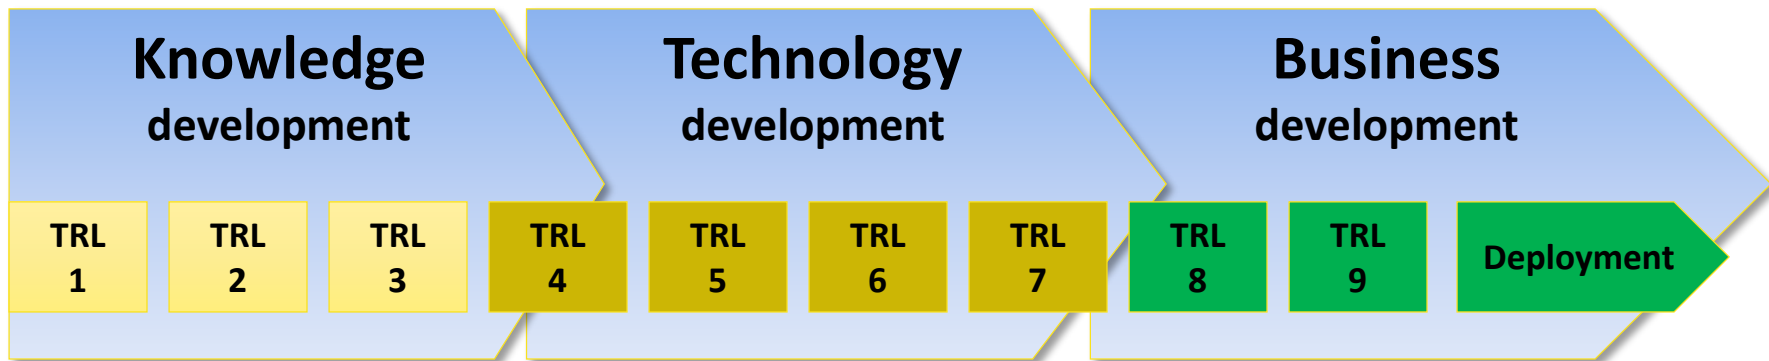 Knowledge
development
Technology
development
Business
development
TRL
1
TRL
2
TRL
3
TRL
4
TRL
5
TRL
6
TRL
7
TRL
8
TRL
9
Deployment